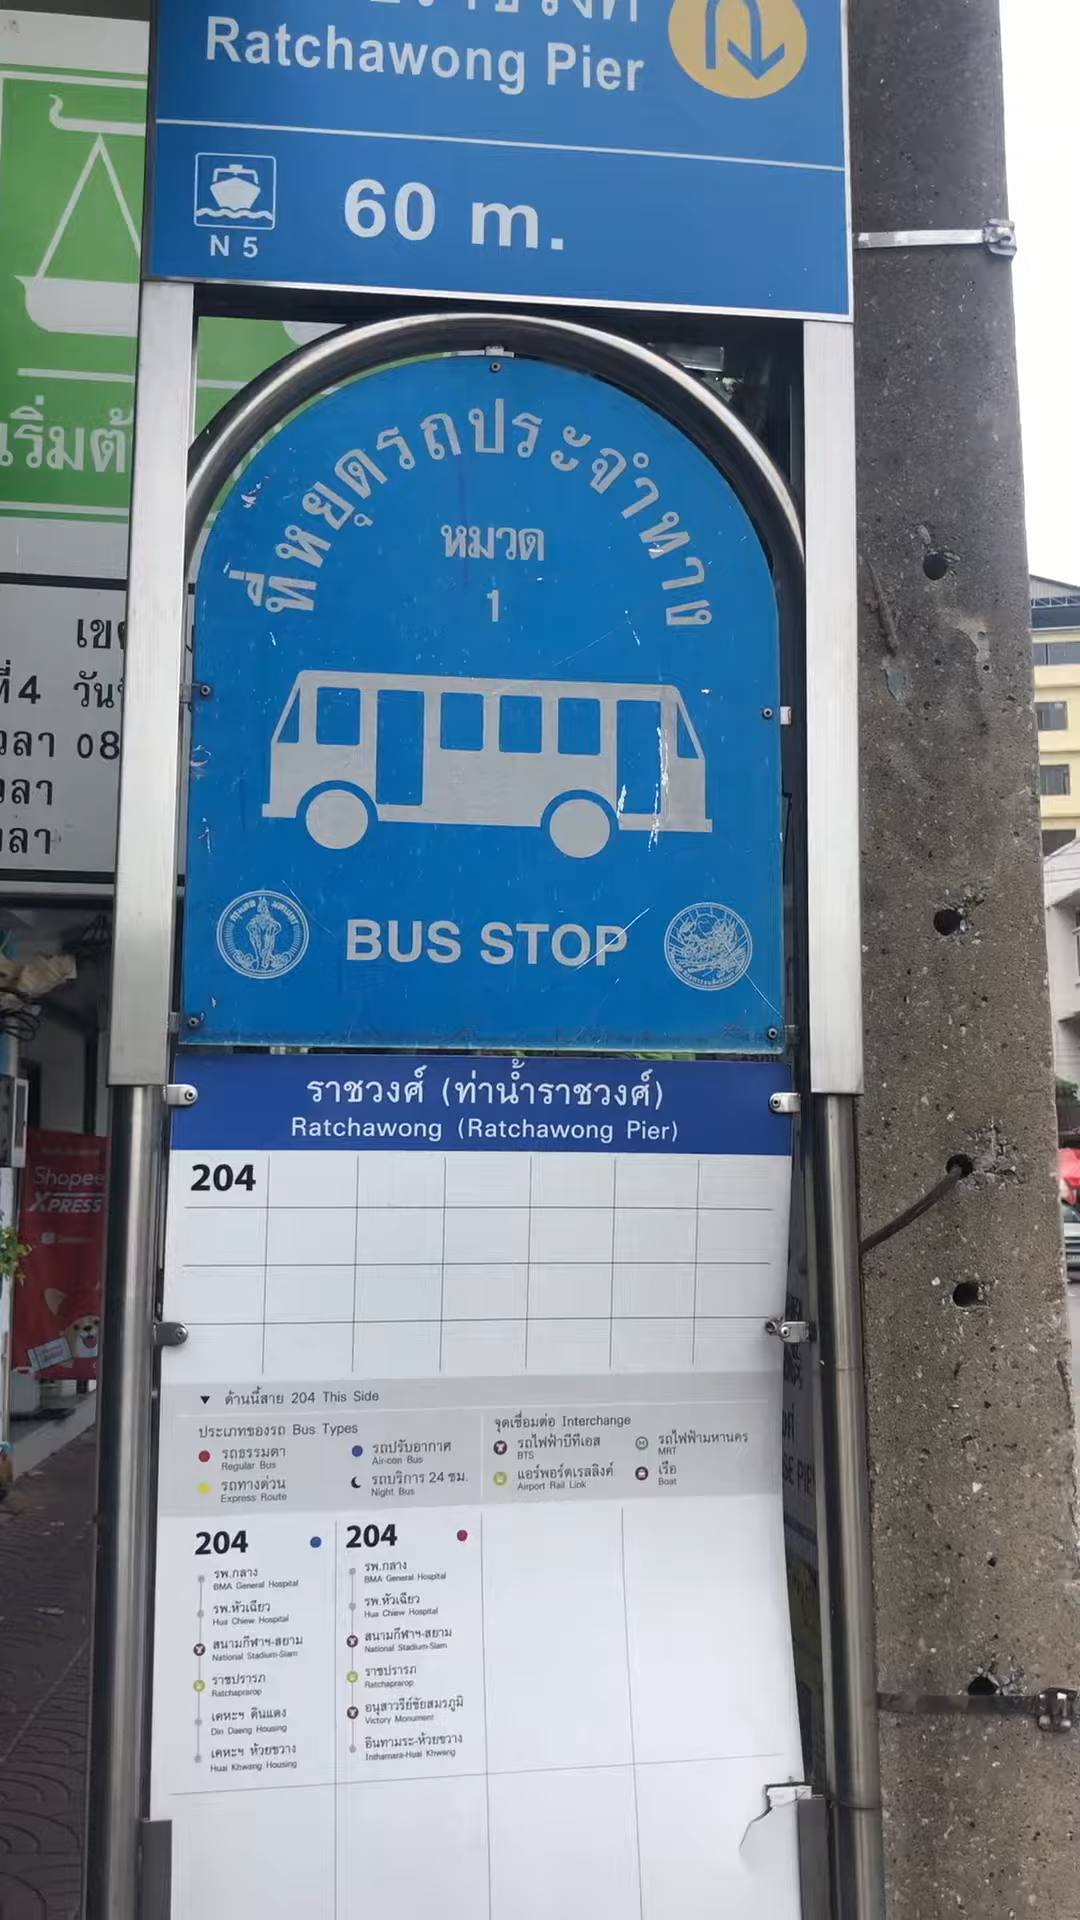 Ratchawong Pier
N 5
60 m.
ที่หยุดรถประจำทาง
หมวด
1
BUS STOP
ราชวงศ์ (ท่าน้ำราชวงศ์)
Ratchawong (Ratchawong Pier)
204
▼ ด้านนี้สาย 204 This Side
ประเภทของรถ Bus Types
รถธรรมดา
Regular Bus
รถปรับอากาศ
Air-con Bus
รถทางด่วน
Express Route
รถบริการ 24 ชม.
Night Bus
จุดเชื่อมต่อ Interchange
รถไฟฟ้าบีทีเอส
BTS
รถไฟฟ้ามหานคร
MRT
แอร์พอร์ตเรลลิงค์
Airport Rail Link
เรือ
Boat
204
รพ.กลาง
BMA General Hospital
รพ.หัวเฉียว
Hua Chiew Hospital
สนามกีฬาฯ-สยาม
National Stadium-Siam
ราชปรารภ
Ratchaprarop
เคหะฯ ดินแดง
Din Daeng Housing
เคหะฯ ห้วยขวาง
Huai Khwang Housing
204
รพ.กลาง
BMA General Hospital
รพ.หัวเฉียว
Hua Chiew Hospital
สนามกีฬาฯ-สยาม
National Stadium-Siam
ราชปรารภ
Ratchaprarop
อนุสาวรีย์ชัยสมรภูมิ
Victory Monument
อินทามระ-ห้วยขวาง
Inthamara-Huai Khwang
Shopee
XPRESS